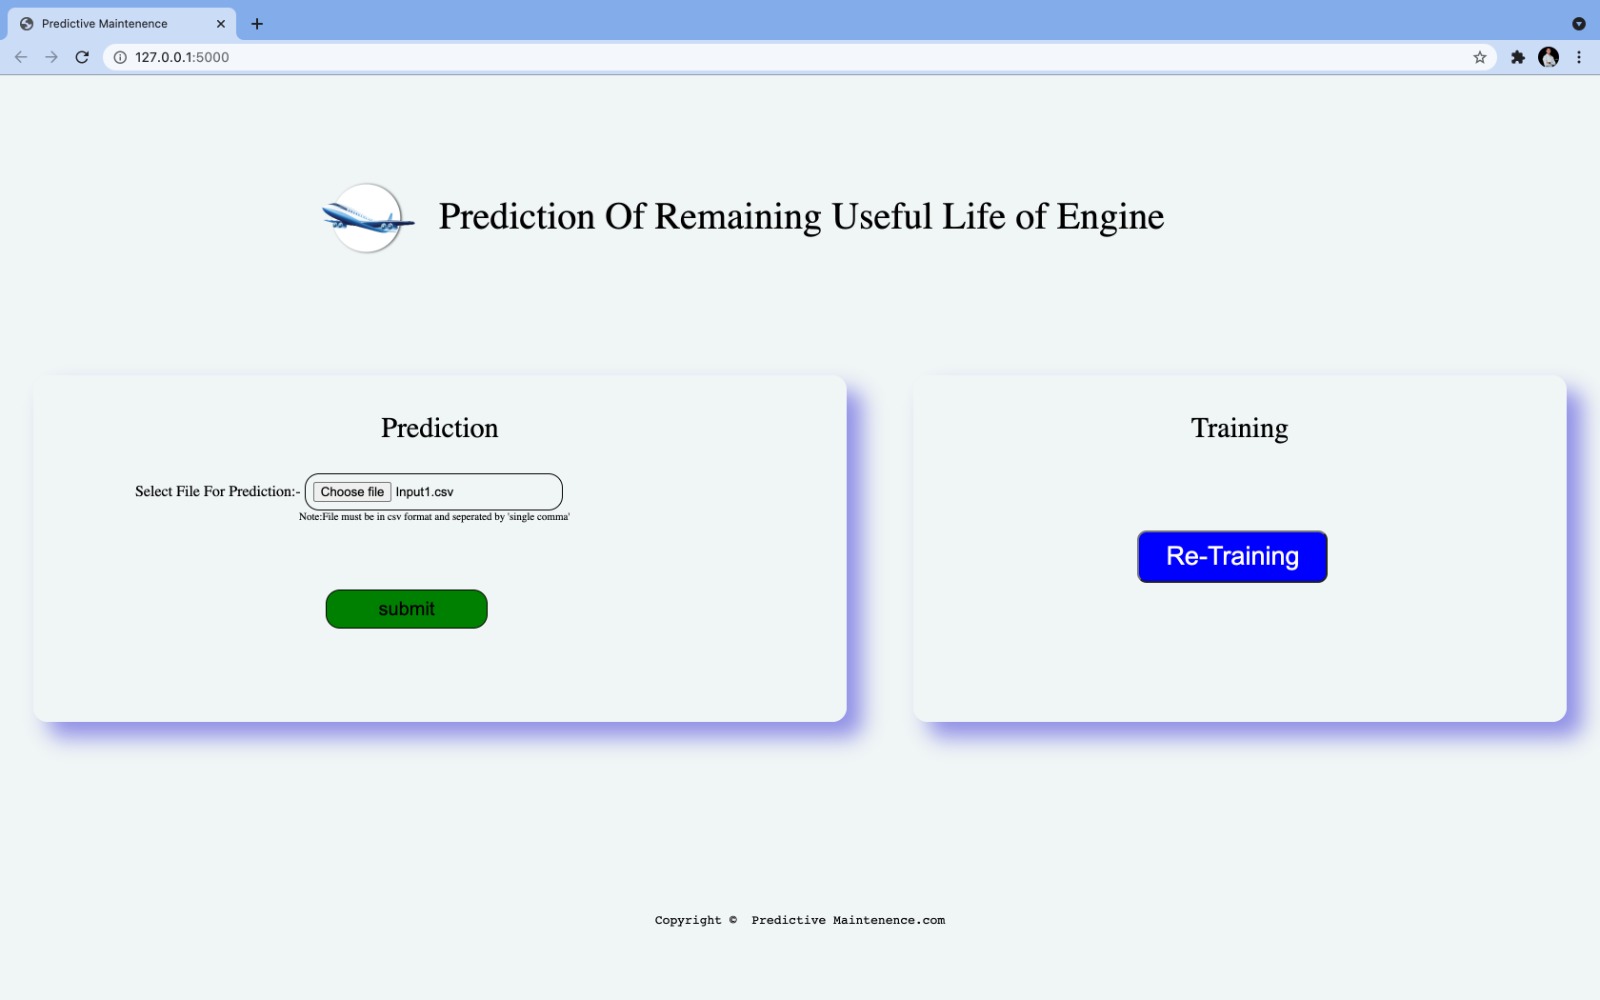 Predictive Maintenence
127.0.0.1:5000
Prediction Of Remaining Useful Life of Engine
Prediction
Select File For Prediction:- Choose file Input1.csv
Note:File must be in csv format and seperated by 'single comma'
submit
Training
Re-Training
Copyright © Predictive Maintenence.com